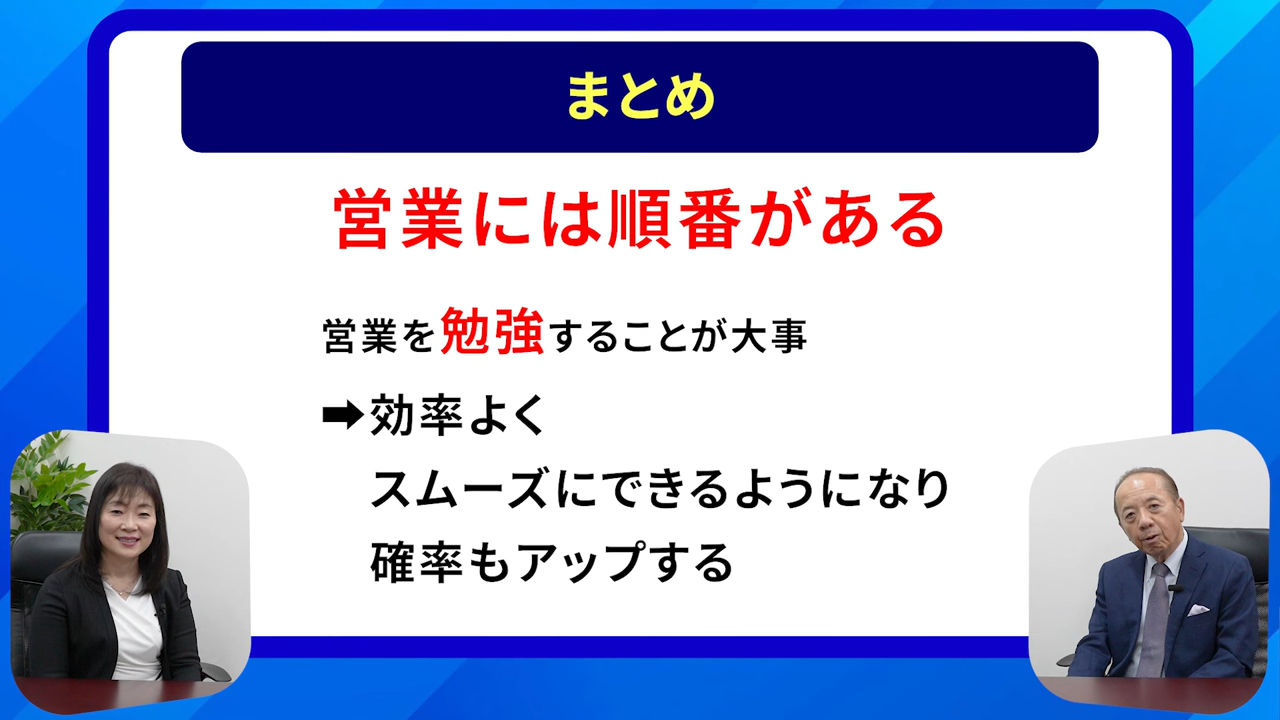 まとめ
営業には順番がある
営業を勉強することが大事
➡効率よく
スムーズにできるようになり
確率もアップする